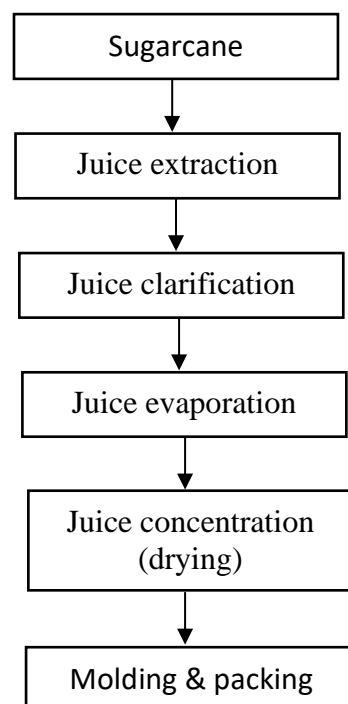 Sugarcane
Juice extraction
Juice clarification
Juice evaporation
Juice concentration
(drying)
Molding & packing